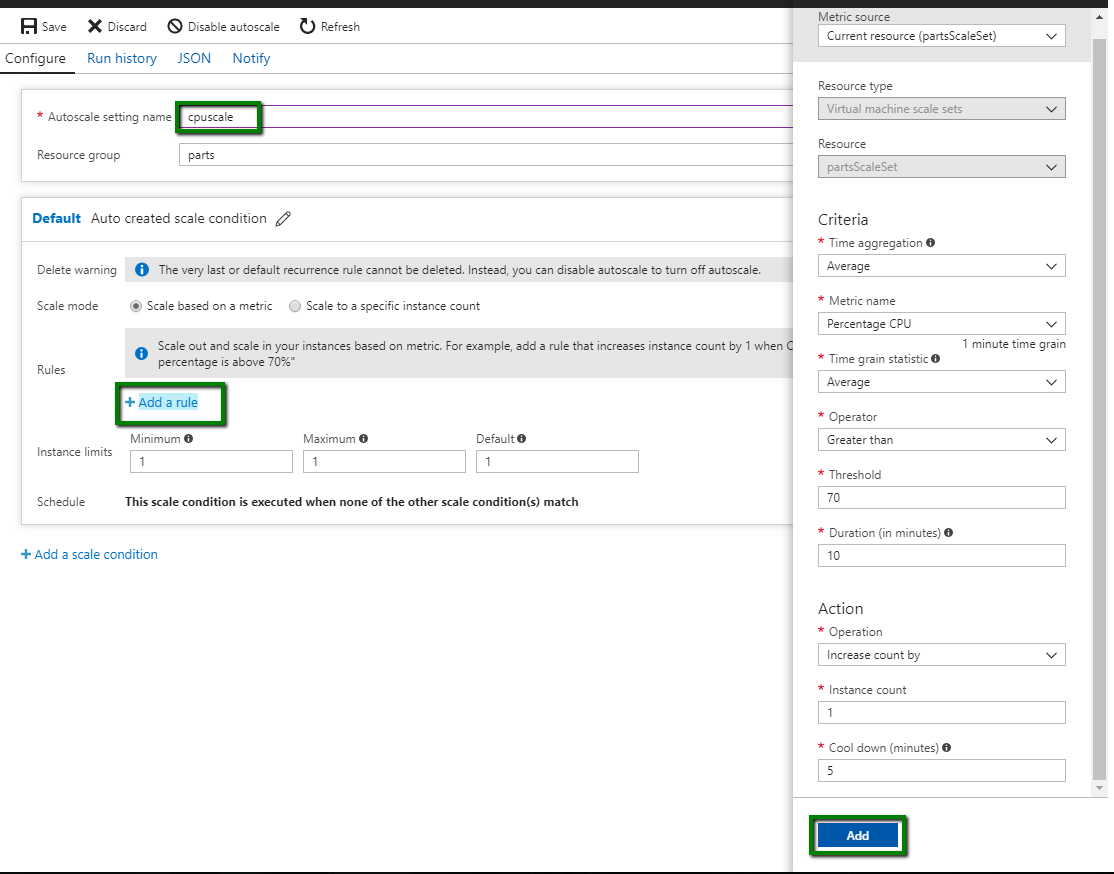 Save Discard Disable autoscale Refresh
Configure Run history JSON Notify
* Autoscale setting name cpuscale
Resource group parts
Default Auto created scale condition
Delete warning The very last or default recurrence rule cannot be deleted. Instead, you can disable autoscale to turn off autoscale.
Scale mode Scale based on a metric Scale to a specific instance count
Rules
Scale out and scale in your instances based on metric. For example, add a rule that increases instance count by 1 when C
percentage is above 70%"
+ Add a rule
Instance limits
Minimum Maximum Default
1 1 1
Schedule This scale condition is executed when none of the other scale condition(s) match
+ Add a scale condition
Metric source
Current resource (partsScaleSet)
Resource type
Virtual machine scale sets
Resource
partsScaleSet
Criteria
* Time aggregation
Average
* Metric name
Percentage CPU
1 minute time grain
* Time grain statistic
Average
* Operator
Greater than
* Threshold
70
* Duration (in minutes)
10
Action
* Operation
Increase count by
* Instance count
1
* Cool down (minutes)
5
Add